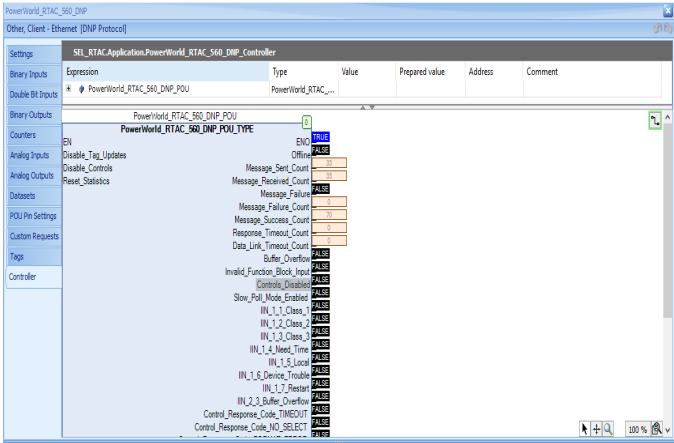 PowerWorld_RTAC_560_DNP
Other, Client - Ethernet [DNP Protocol]
Settings
Binary Inputs
Double Bit Inputs
Binary Outputs
Counters
Analog Inputs
Analog Outputs
Datasets
POU Pin Settings
Custom Requests
Tags
Controller
SEL_RTAC.Application.PowerWorld_RTAC_560_DNP_Controller
Expression Type Value Prepared value Address Comment
PowerWorld_RTAC_560_DNP_POU PowerWorld_RTAC_...
PowerWorld_RTAC_560_DNP_POU
0
PowerWorld_RTAC_560_DNP_POU_TYPE
EN ENO TRUE
Disable_Tag_Updates Offline FALSE
Disable_Controls Message_Sent_Count 35
Reset_Statistics Message_Received_Count 35
Message_Failure FALSE
Message_Failure_Count 0
Message_Success_Count 70
Response_Timeout_Count 0
Data_Link_Timeout_Count 0
Buffer_Overflow FALSE
Invalid_Function_Block_Input FALSE
Controls_Disabled FALSE
Slow_Poll_Mode_Enabled FALSE
IIN_1_1_Class_1 FALSE
IIN_1_2_Class_2 FALSE
IIN_1_3_Class_3 FALSE
IIN_1_4_Need_Time FALSE
IIN_1_5_Local FALSE
IIN_1_6_Device_Trouble FALSE
IIN_1_7_Restart FALSE
IIN_2_3_Buffer_Overflow FALSE
Control_Response_Code_TIMEOUT FALSE
Control_Response_Code_NO_SELECT FALSE
100 %